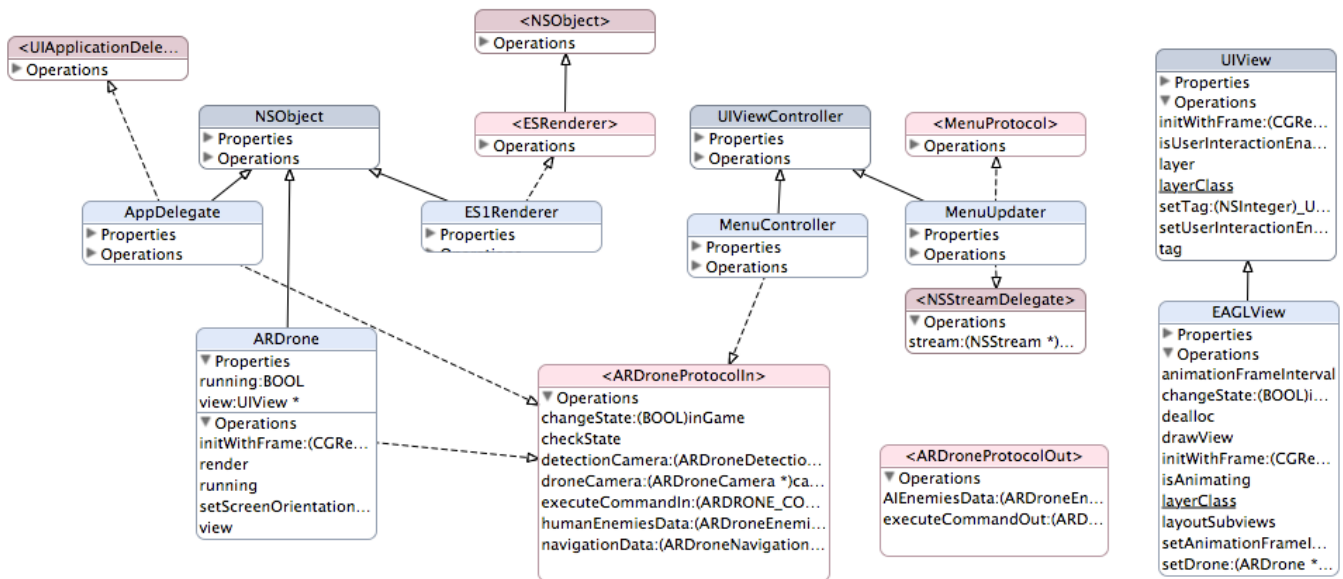 <UIApplicationDele...
Operations
<NSObject>
Operations
NSObject
Properties
Operations
<ESRenderer>
Operations
UIViewController
Properties
Operations
<MenuProtocol>
Operations
UIView
Properties
Operations
initWithFrame:(CGRe...
isUserInteractionEna...
layer
layerClass
setTag:(NSInteger)_U...
setUserInteractionEn...
tag
AppDelegate
Properties
Operations
ES1Renderer
Properties
Operations
MenuController
Properties
Operations
MenuUpdater
Properties
Operations
<NSStreamDelegate>
Operations
stream:(NSStream *)...
ARDrone
Properties
running:BOOL
view:UIView *
Operations
initWithFrame:(CGRe...
render
running
setScreenOrientation...
view
<ARDroneProtocolIn>
Operations
changeState:(BOOL)inGame
checkState
detectionCamera:(ARDroneDetectio...
droneCamera:(ARDroneCamera *)ca...
executeCommandIn:(ARDRONE_CO...
humanEnemiesData:(ARDroneEnemi...
navigationData:(ARDroneNavigation...
<ARDroneProtocolOut>
Operations
AIEnemiesData:(ARDroneEn...
executeCommandOut:(ARD...
EAGLView
Properties
Operations
animationFrameInterval
changeState:(BOOL)i...
dealloc
drawView
initWithFrame:(CGRe...
isAnimating
layerClass
layoutSubviews
setAnimationFrameI...
setDrone:(ARDrone *...